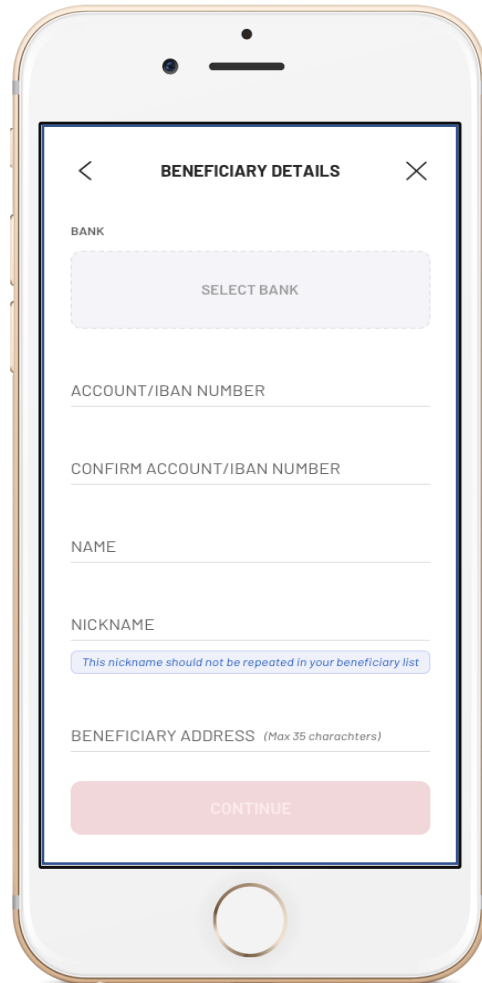 BENEFICIARY DETAILS
BANK
SELECT BANK
ACCOUNT/IBAN NUMBER
CONFIRM ACCOUNT/IBAN NUMBER
NAME
NICKNAME
This nickname should not be repeated in your beneficiary list
BENEFICIARY ADDRESS (Max 35 charachters)
CONTINUE